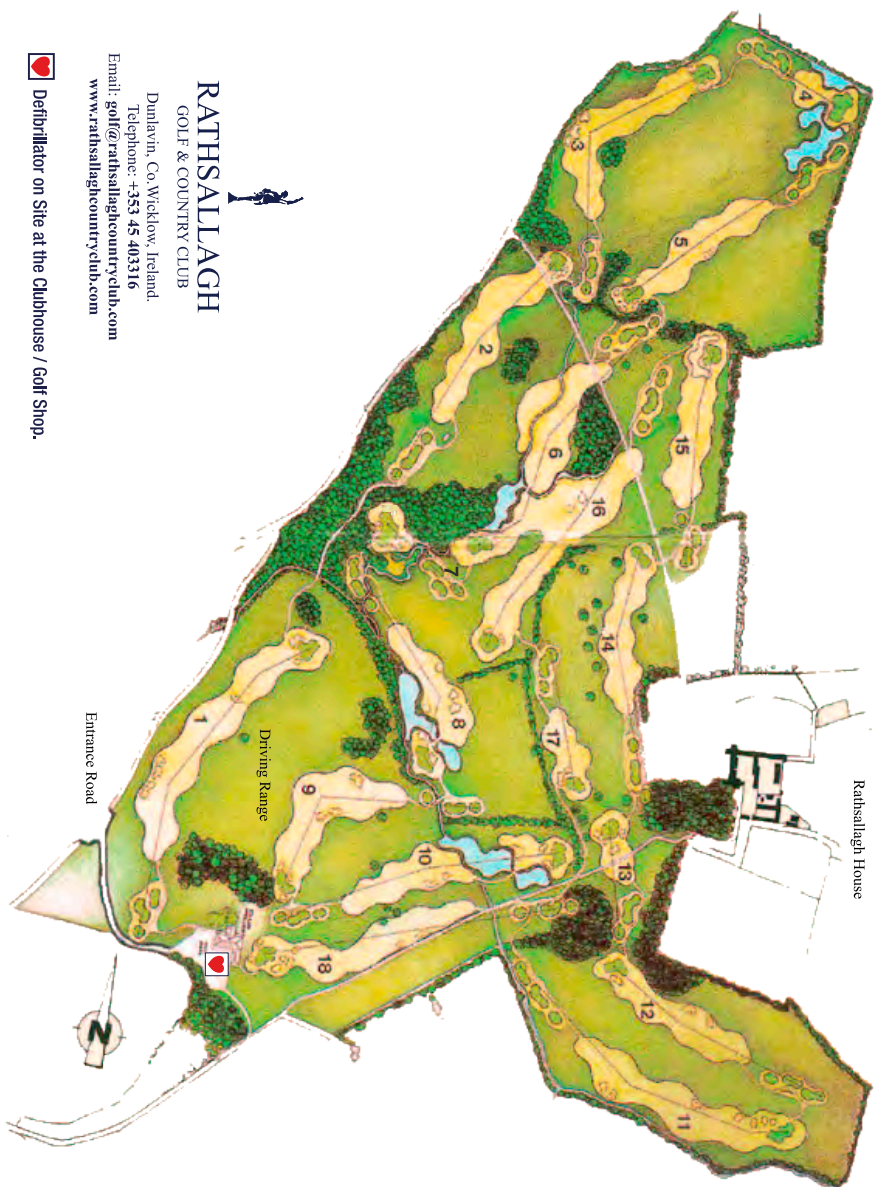 RATHSALLAGH
GOLF & COUNTRY CLUB
Dunlavin, Co. Wicklow, Ireland.
Telephone: +353 45 403316
Email: golf@rathsallaghcountryclub.com
www.rathsallaghcountryclub.com
Defibrillator on Site at the Clubhouse / Golf Shop.
Rathsallagh House
Driving Range
Entrance Road
1
2
3
4
5
6
7
8
9
10
11
12
13
14
15
16
17
18
N